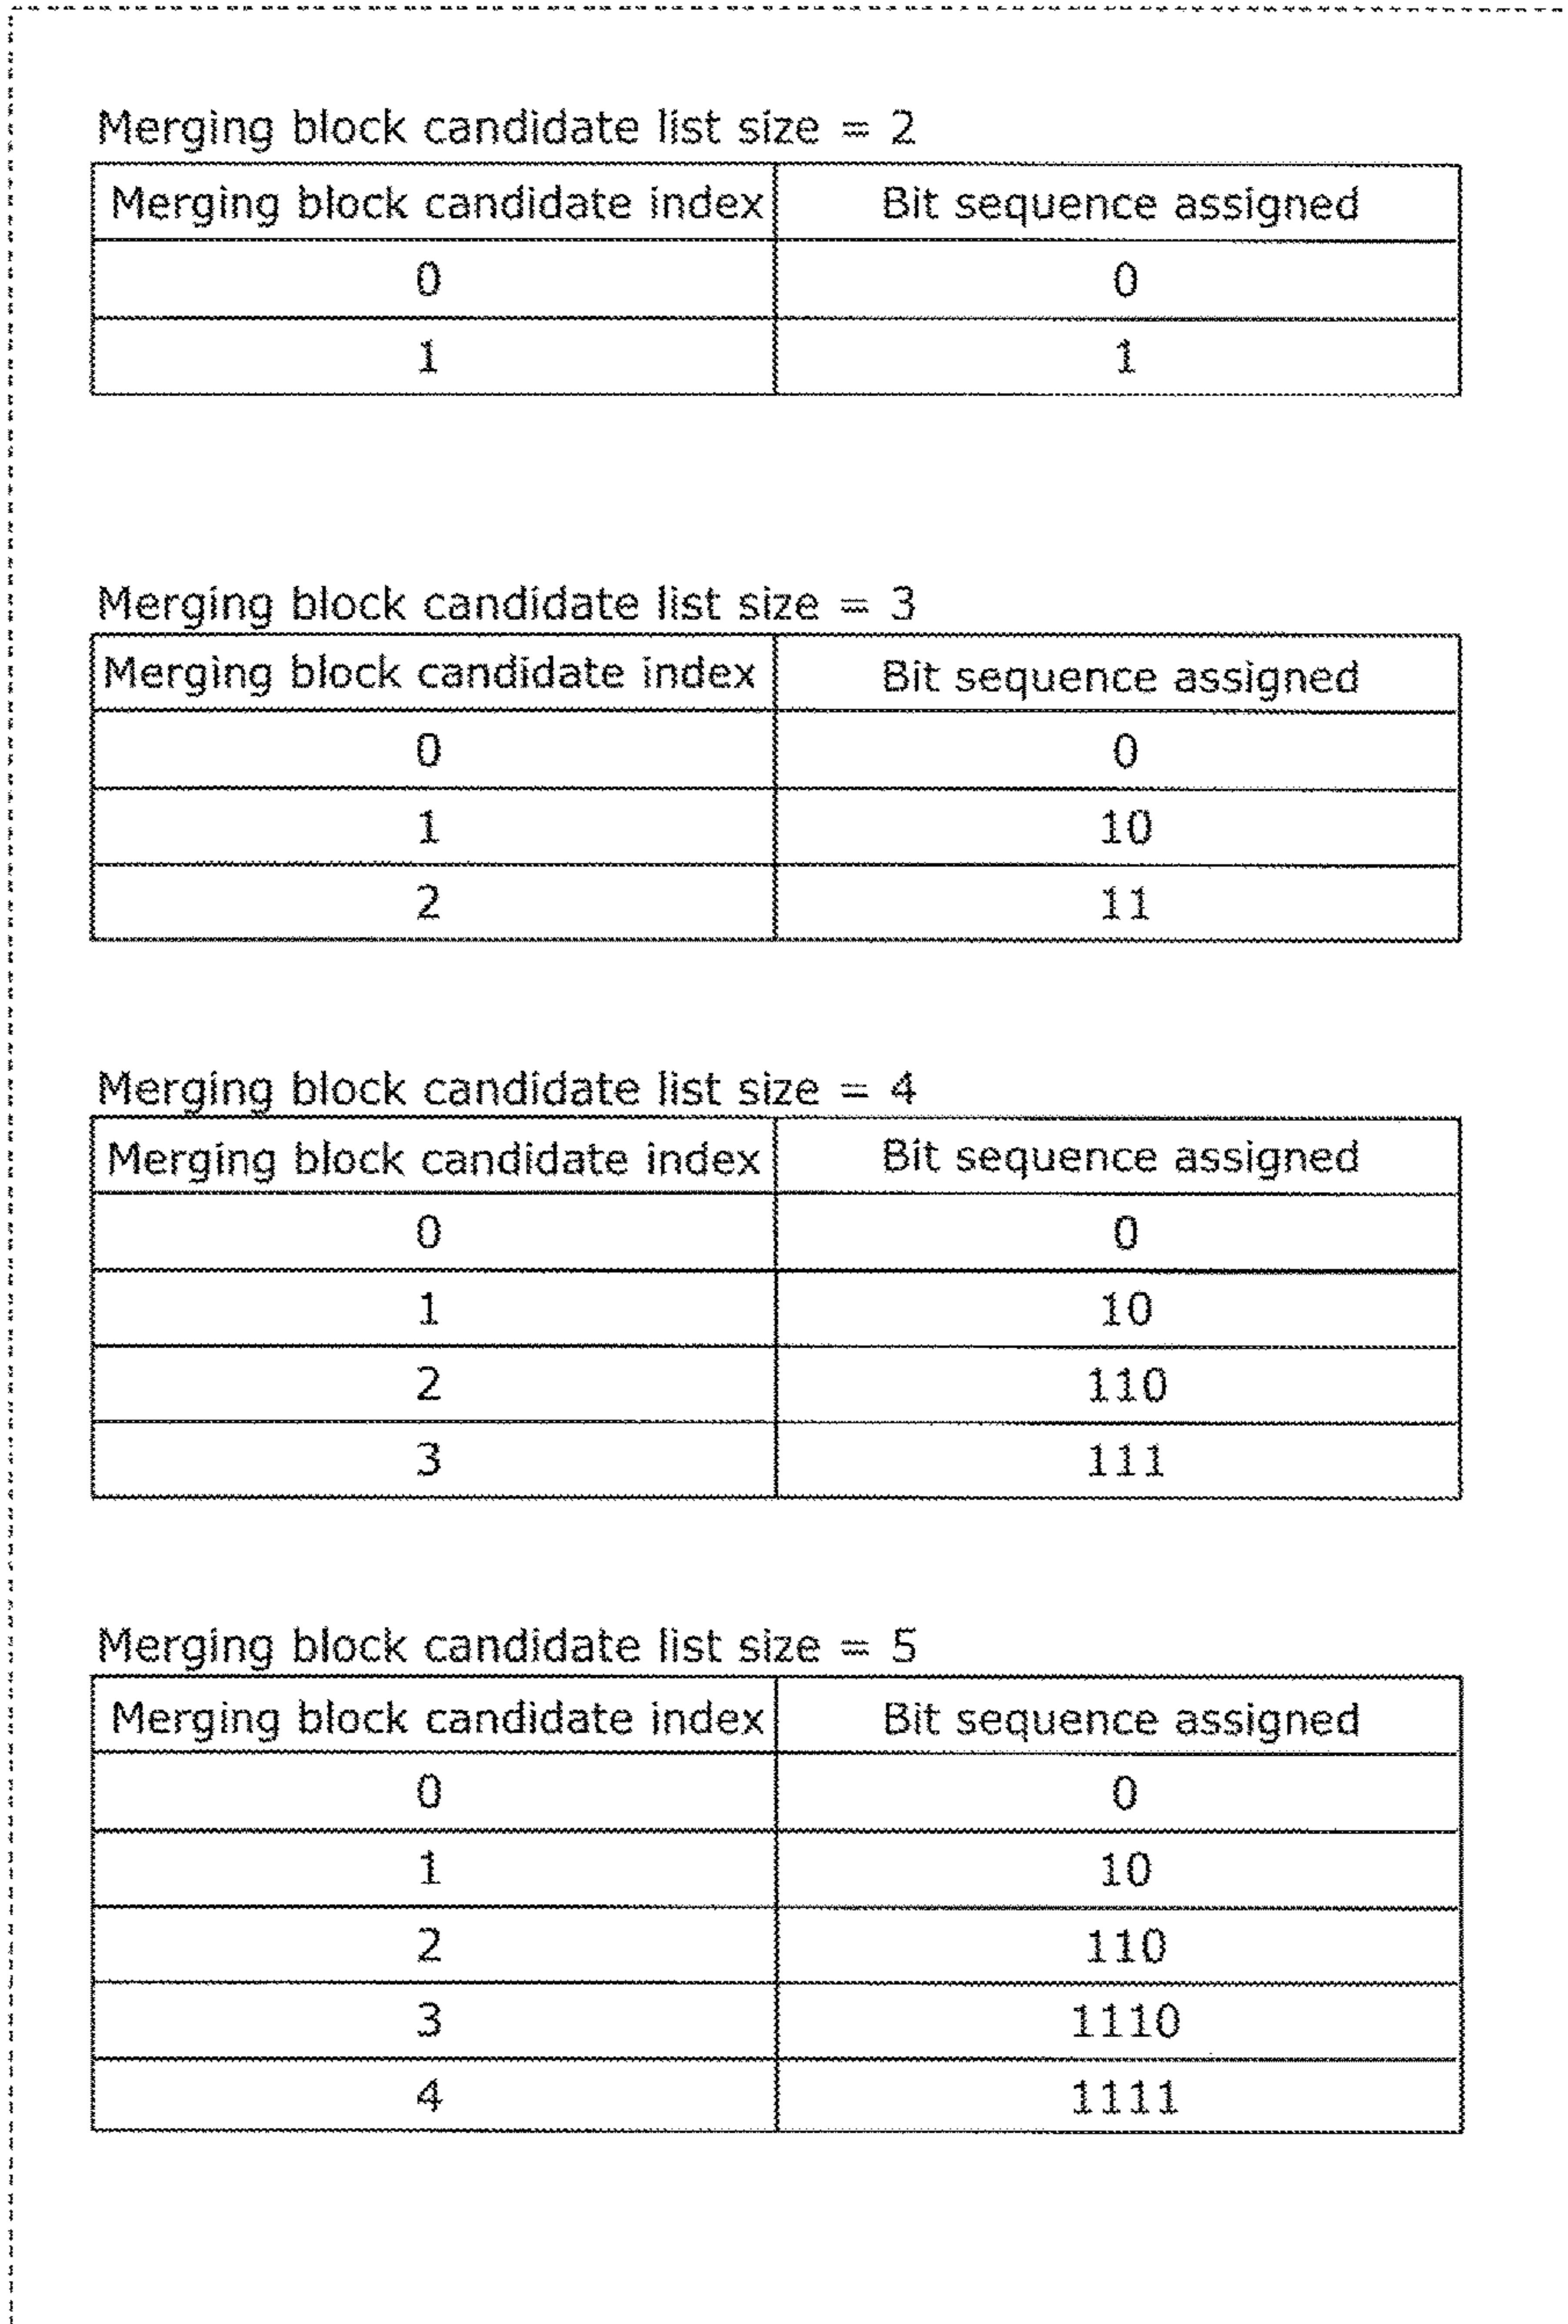 Merging block candidate list size = 2
Merging block candidate index Bit sequence assigned
0 0
1 1
Merging block candidate list size = 3
Merging block candidate index Bit sequence assigned
0 0
1 10
2 11
Merging block candidate list size = 4
Merging block candidate index Bit sequence assigned
0 0
1 10
2 110
3 111
Merging block candidate list size = 5
Merging block candidate index Bit sequence assigned
0 0
1 10
2 110
3 1110
4 1111